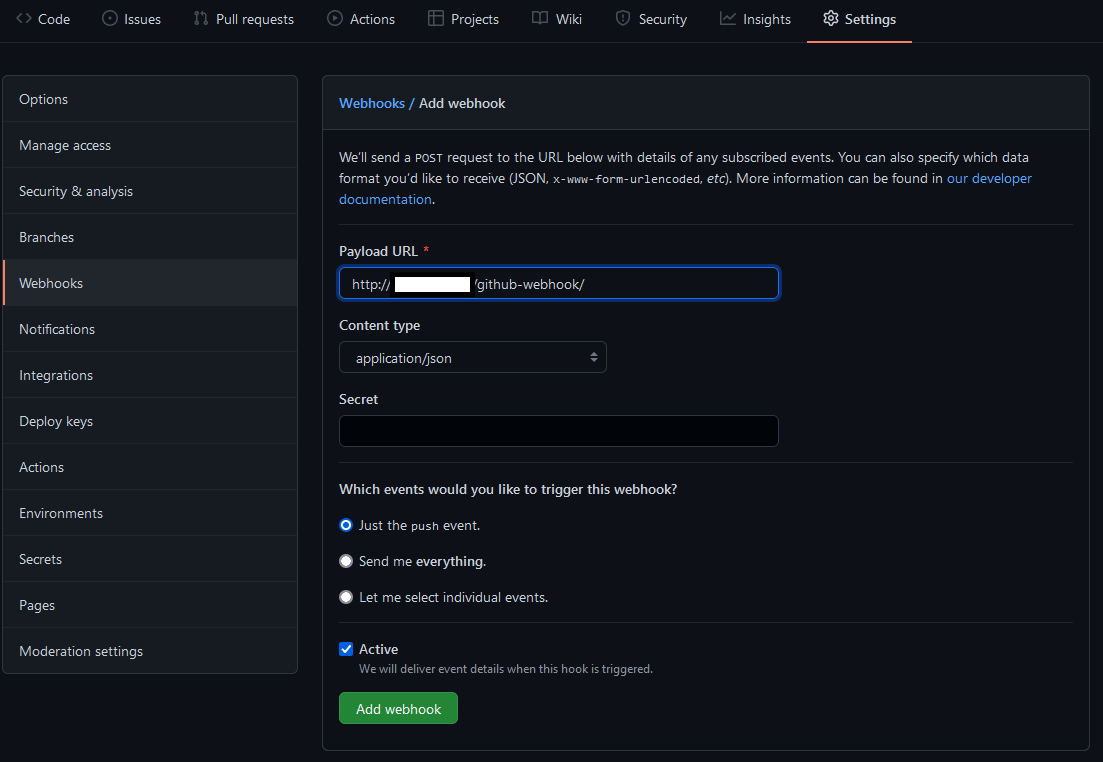 Code Issues Pull requests Actions Projects Wiki Security Insights Settings
Options
Manage access
Security & analysis
Branches
Webhooks
Notifications
Integrations
Deploy keys
Actions
Environments
Secrets
Pages
Moderation settings
Webhooks / Add webhook
We'll send a POST request to the URL below with details of any subscribed events. You can also specify which data
format you'd like to receive (JSON, x-www-form-urlencoded, etc). More information can be found in our developer
documentation.
Payload URL *
http:// /github-webhook/
Content type
application/json
Secret
Which events would you like to trigger this webhook?
Just the push event.
Send me everything.
Let me select individual events.
Active
We will deliver event details when this hook is triggered.
Add webhook